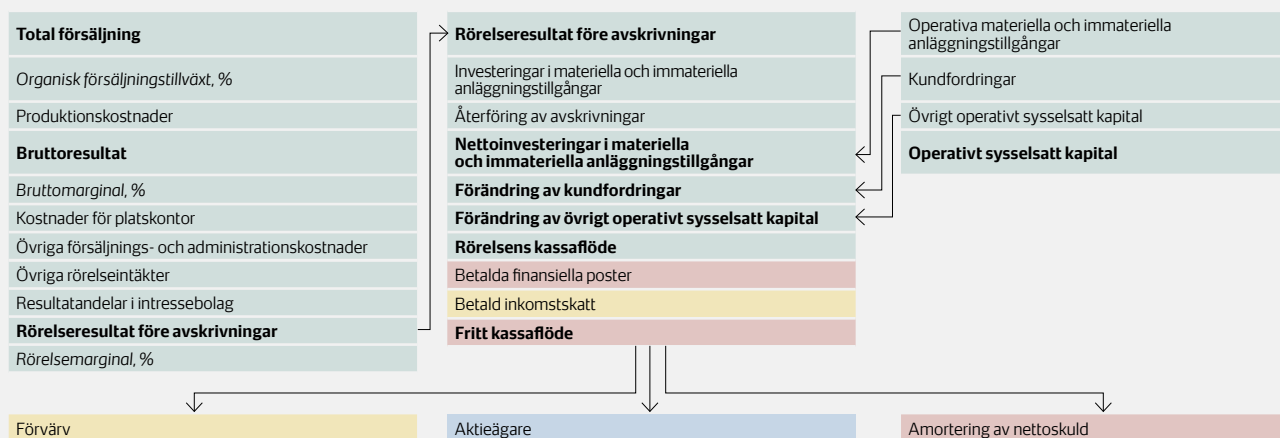 Total försäljning
Organisk försäljningstillväxt, %
Produktionskostnader
Bruttoresultat
Bruttomarginal, %
Kostnader för platskontor
Övriga försäljnings- och administrationskostnader
Övriga rörelseintäkter
Resultatandelar i intressebolag
Rörelseresultat före avskrivningar
Rörelsemarginal, %
Rörelseresultat före avskrivningar
Investeringar i materiella och immateriella
anläggningstillgångar
Återföring av avskrivningar
Nettoinvesteringar i materiella
och immateriella anläggningstillgångar
Förändring av kundfordringar
Förändring av övrigt operativt sysselsatt kapital
Rörelsens kassaflöde
Betalda finansiella poster
Betald inkomstskatt
Fritt kassaflöde
Operativa materiella och immateriella
anläggningstillgångar
Kundfordringar
Övrigt operativt sysselsatt kapital
Operativt sysselsatt kapital
Förvärv
Aktieägare
Amortering av nettoskuld